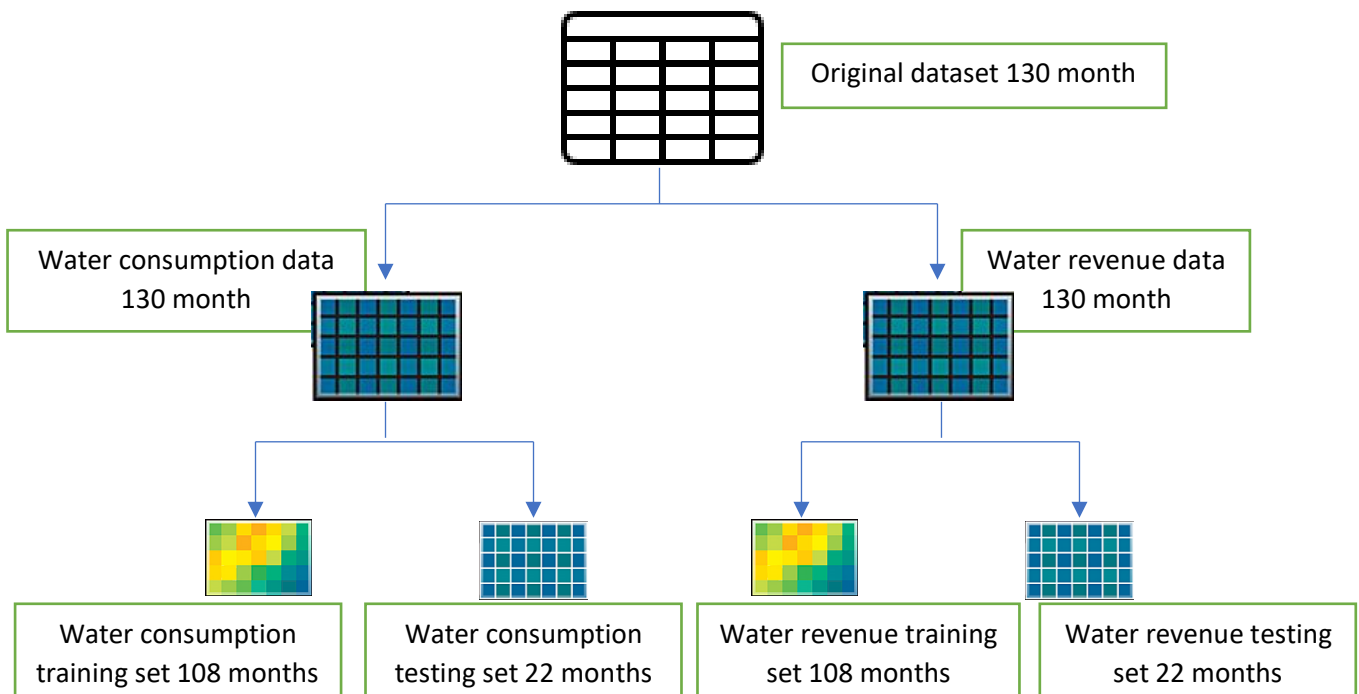 Original dataset 130 month
Water consumption data
130 month
Water revenue data
130 month
Water consumption
training set 108 months
Water consumption
testing set 22 months
Water revenue training
set 108 months
Water revenue testing
set 22 months